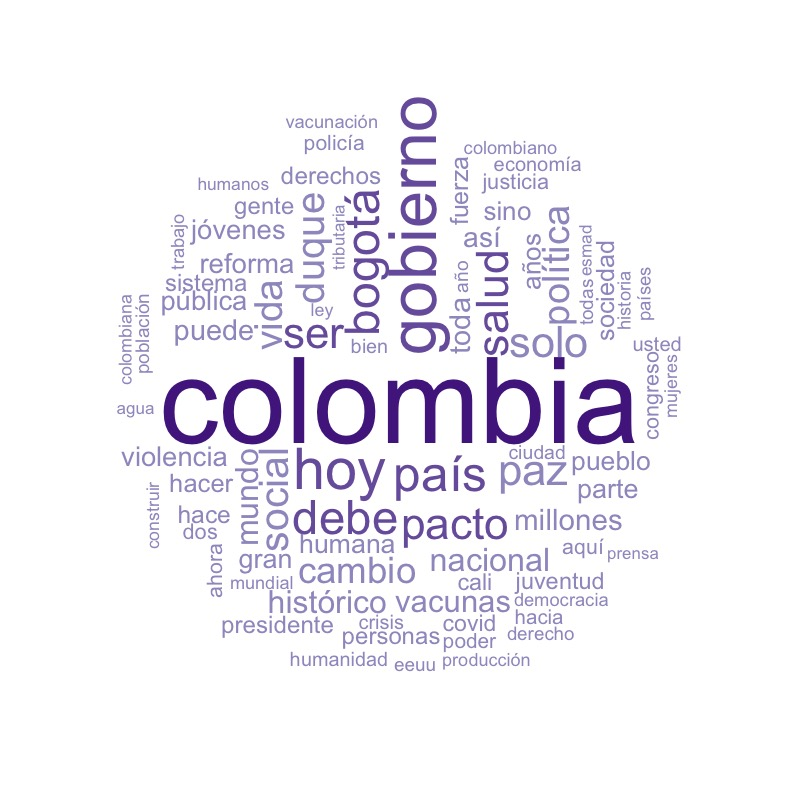 vacunación
policía
gobierno
colombiano
economía
derechos
humanos
justicia
fuerza
gente
duque
tributaria
bogotá
sino
jóvenes
trabajo
así
años
política
reforma
sistema
pública
vida
ley
año
toda
salud
todas
esmad
sociedad
historia
países
colombiana
población
puede
ser
bien
solo
usted
congreso
mujeres
agua
colombia
violencia
mundo
social
hoy
país
ciudad
paz
pueblo
construir
hacer
parte
hace
dos
debe
pacto
millones
ahora
gran
humana
aquí
prensa
mundial
cambio
nacional
cali
juventud
histórico
vacunas
democracia
presidente
crisis
personas
covid
poder
hacia
derecho
humanidad
eeuu
producción